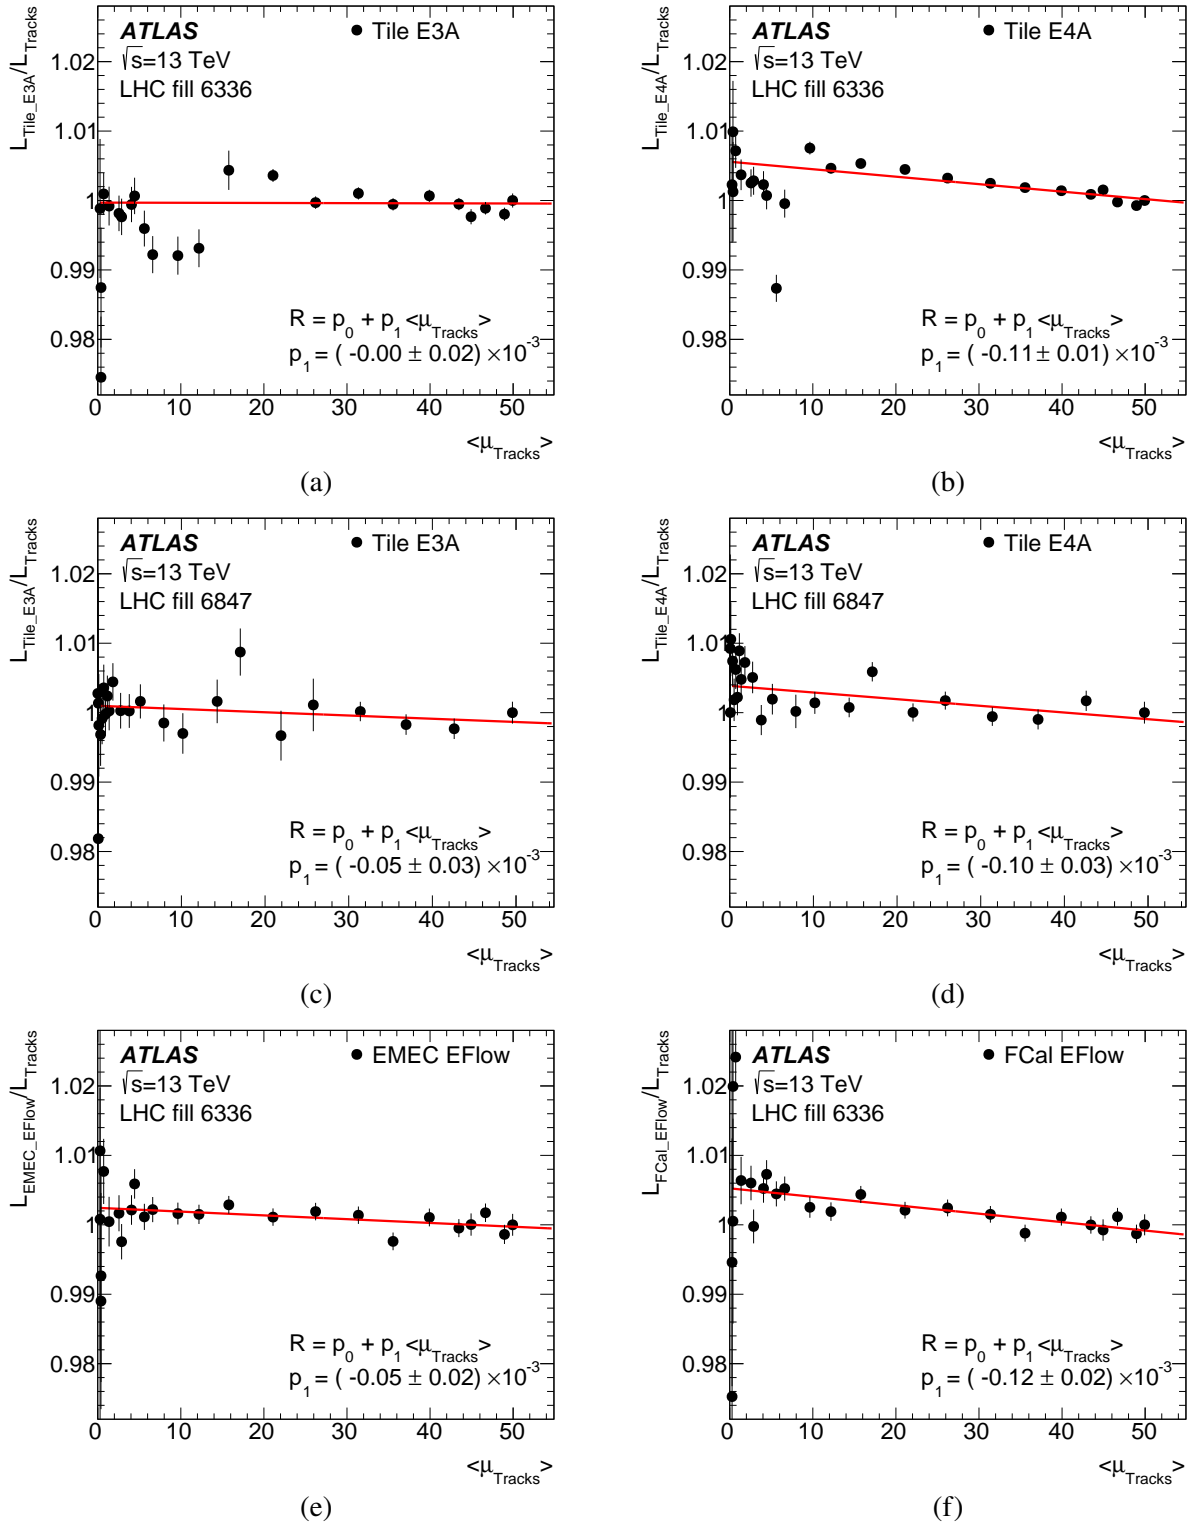 L_Tile_E3A/L_Tracks
ATLAS
√s=13 TeV
LHC fill 6336
Tile E3A
1.02
1.01
1
0.99
0.98
R = p_0 + p_1 <μ_Tracks>
p_1 = ( -0.00 ± 0.02) ×10^-3
0 10 20 30 40 50
<μ_Tracks>
(a)
L_Tile_E4A/L_Tracks
ATLAS
√s=13 TeV
LHC fill 6336
Tile E4A
1.02
1.01
1
0.99
0.98
R = p_0 + p_1 <μ_Tracks>
p_1 = ( -0.11 ± 0.01) ×10^-3
0 10 20 30 40 50
<μ_Tracks>
(b)
L_Tile_E3A/L_Tracks
ATLAS
√s=13 TeV
LHC fill 6847
Tile E3A
1.02
1.01
1
0.99
0.98
R = p_0 + p_1 <μ_Tracks>
p_1 = ( -0.05 ± 0.03) ×10^-3
0 10 20 30 40 50
<μ_Tracks>
(c)
L_Tile_E4A/L_Tracks
ATLAS
√s=13 TeV
LHC fill 6847
Tile E4A
1.02
1.01
1
0.99
0.98
R = p_0 + p_1 <μ_Tracks>
p_1 = ( -0.10 ± 0.03) ×10^-3
0 10 20 30 40 50
<μ_Tracks>
(d)
L_EMEC_EFlow/L_Tracks
ATLAS
√s=13 TeV
LHC fill 6336
EMEC EFlow
1.02
1.01
1
0.99
0.98
R = p_0 + p_1 <μ_Tracks>
p_1 = ( -0.05 ± 0.02) ×10^-3
0 10 20 30 40 50
<μ_Tracks>
(e)
L_FCal_EFlow/L_Tracks
ATLAS
√s=13 TeV
LHC fill 6336
FCal EFlow
1.02
1.01
1
0.99
0.98
R = p_0 + p_1 <μ_Tracks>
p_1 = ( -0.12 ± 0.02) ×10^-3
0 10 20 30 40 50
<μ_Tracks>
(f)